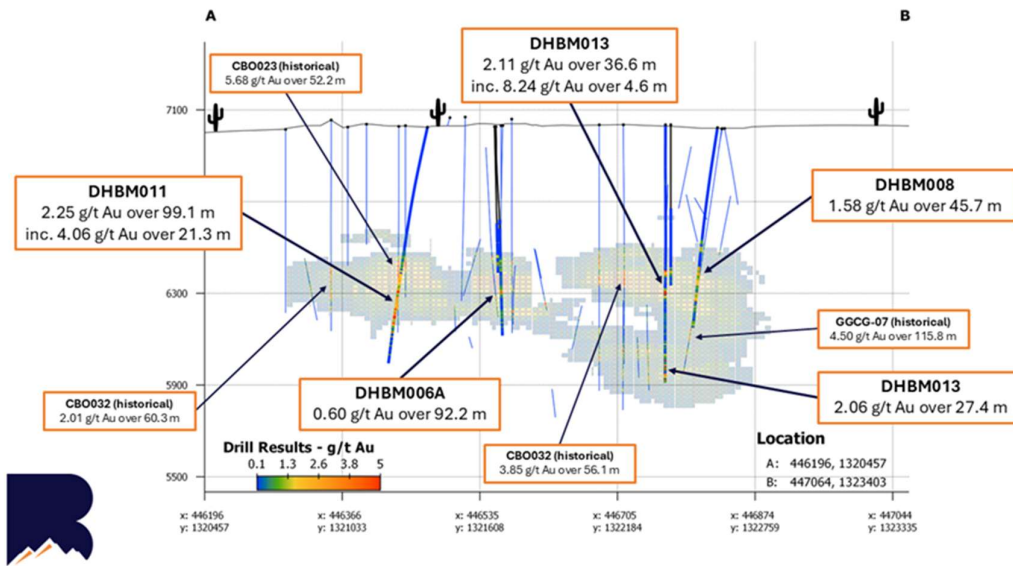 A
B
CBO023 (historical)
5.68 g/t Au over 52.2 m
DHBM013
2.11 g/t Au over 36.6 m
inc. 8.24 g/t Au over 4.6 m
7100
DHBM011
2.25 g/t Au over 99.1 m
inc. 4.06 g/t Au over 21.3 m
DHBM008
1.58 g/t Au over 45.7 m
6300
GGCG-07 (historical)
4.50 g/t Au over 115.8 m
5900
DHBM006A
0.60 g/t Au over 92.2 m
DHBM013
2.06 g/t Au over 27.4 m
CBO032 (historical)
2.01 g/t Au over 60.3 m
Drill Results - g/t Au
0.1 1.3 2.6 3.8 5
CBO032 (historical)
3.85 g/t Au over 56.1 m
Location
A: 446196, 1320457
B: 447064, 1323403
5500
x: 446196
y: 1320457
x: 446366
y: 1321033
x: 446535
y: 1321608
x: 446705
y: 1322184
x: 446874
y: 1322759
x: 447044
y: 1323335